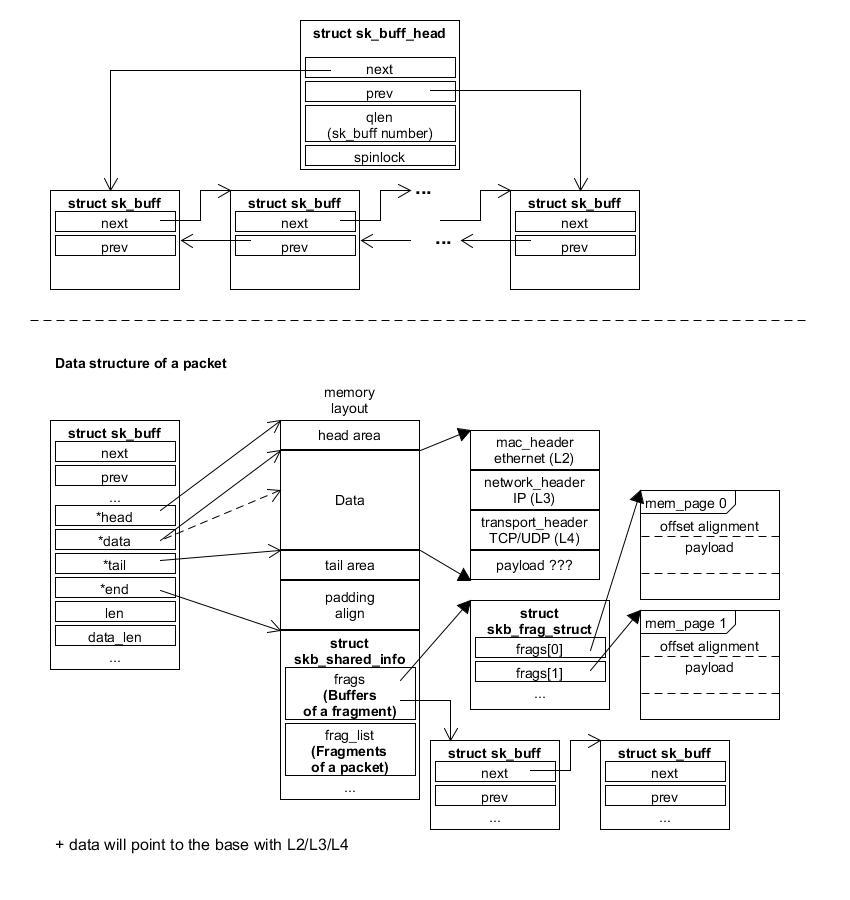 struct sk_buff_head
next
prev
qlen
(sk_buff number)
spinlock
struct sk_buff
next
prev
struct sk_buff
next
prev
...
...
struct sk_buff
next
prev
Data structure of a packet
struct sk_buff
next
prev
...
*head
*data
*tail
*end
len
data_len
...
memory
layout
head area
Data
tail area
padding
align
struct
skb_shared_info
frags
(Buffers
of a fragment)
frag_list
(Fragments
of a packet)
...
mac_header
ethernet (L2)
network_header
IP (L3)
transport_header
TCP/UDP (L4)
payload ???
struct
skb_frag_struct
frags[0]
frags[1]
...
mem_page 0
offset alignment
payload
mem_page 1
offset alignment
payload
struct sk_buff
next
prev
...
struct sk_buff
next
prev
...
+ data will point to the base with L2/L3/L4